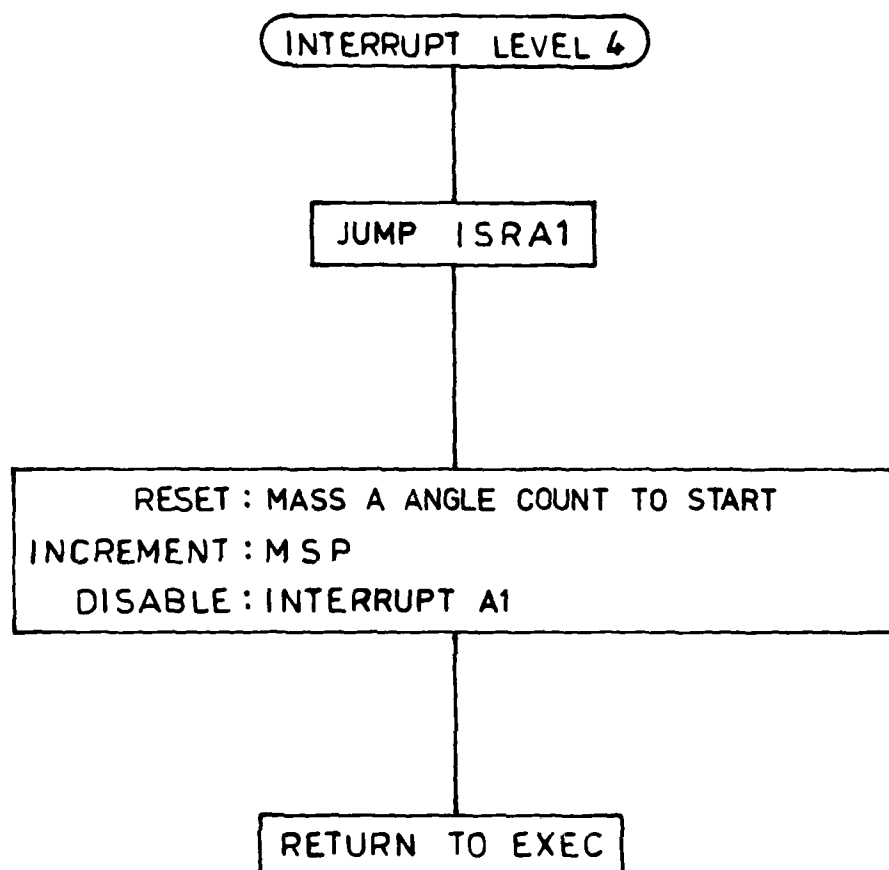 INTERRUPT LEVEL 4
JUMP ISRA1
RESET: MASS A ANGLE COUNT TO START
INCREMENT: MSP
DISABLE: INTERRUPT A1
RETURN TO EXEC